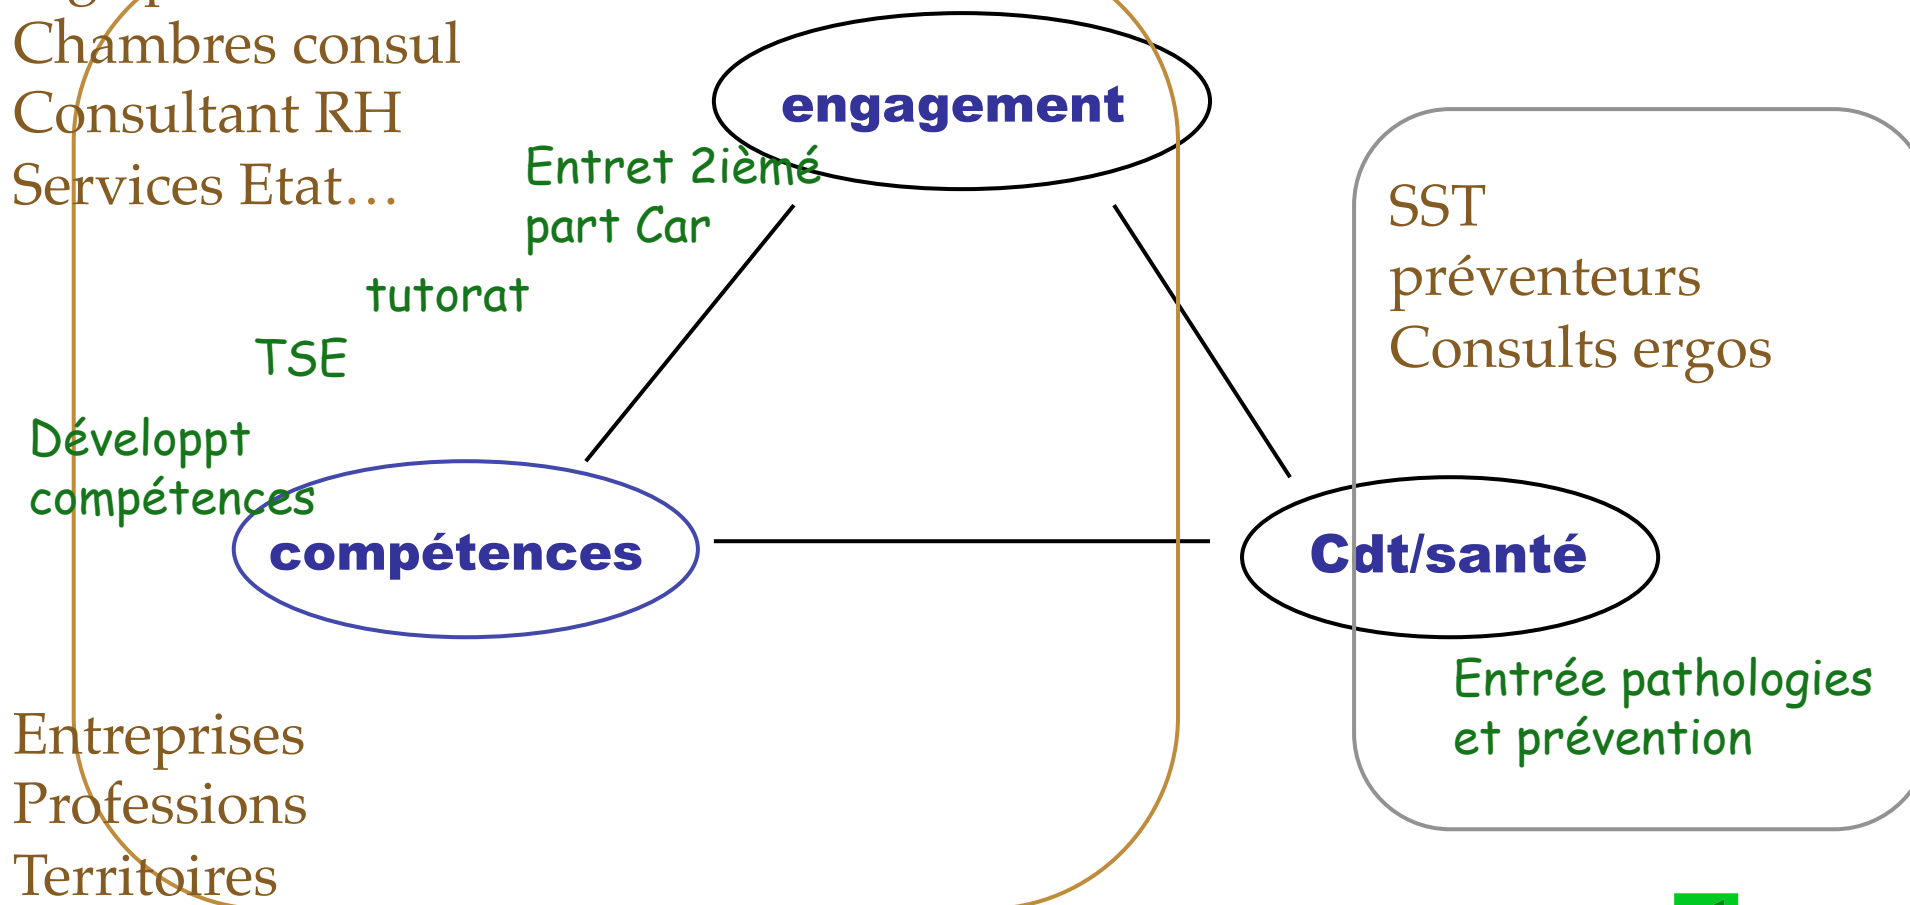 Chambres consul
Consultant RH
Services Etat…
engagement
Entret 2ièmé
part Car
tutorat
TSE
Développt
compétences
compétences
SST
préventeurs
Consults ergos
Cdt/santé
Entrée pathologies
et prévention
Entreprises
Professions
Territoires